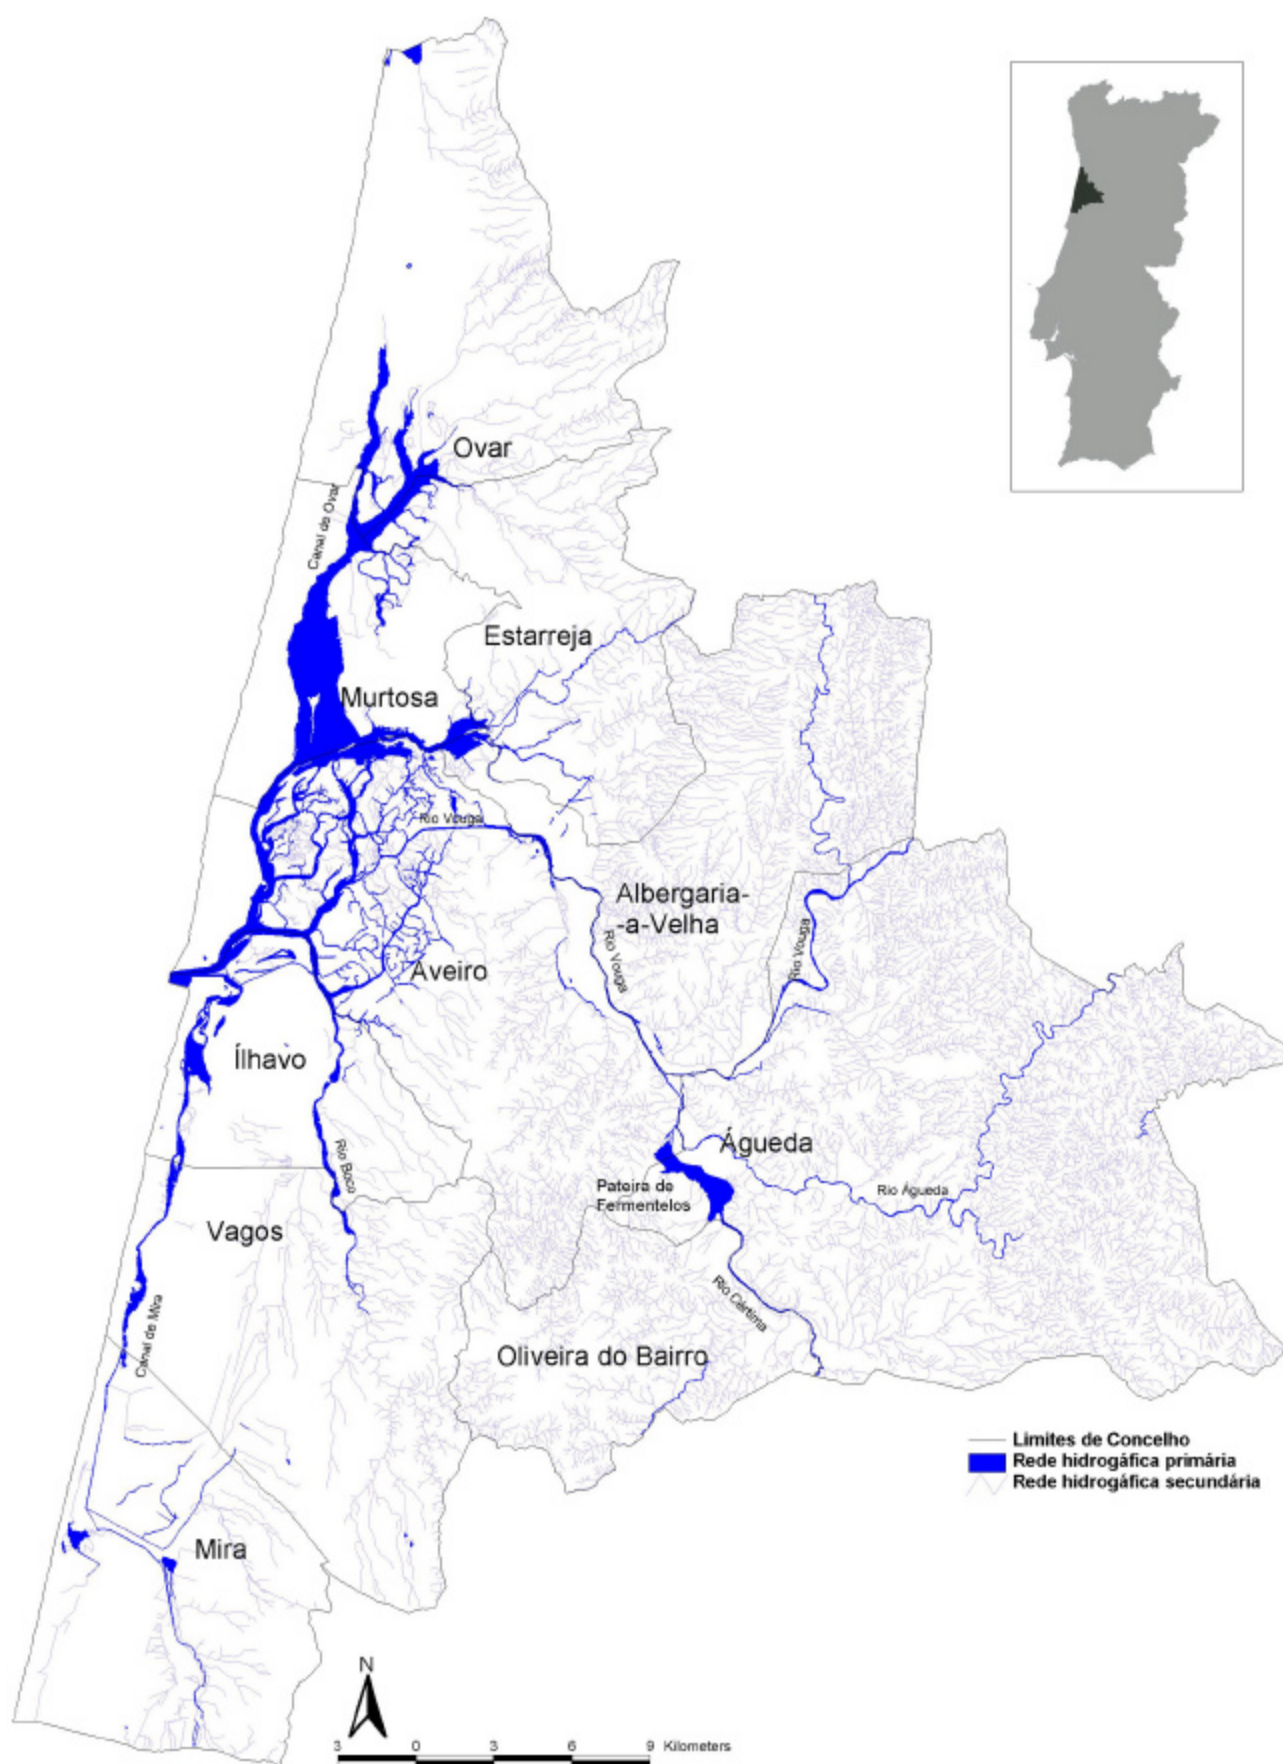 Ovar
Canal de Ovar
Estarreja
Murtosa
Rio Vouga
Albergaria-
-a-Velha
Rio Vouga
Rio Vouga
Aveiro
Ílhavo
Águeda
Rio Boco
Pateira de
Fermentelos
Rio Águeda
Vagos
Rio Cértima
Canal de Mira
Oliveira do Bairro
Limites de Concelho
Rede hidrogáfica primária
Rede hidrogáfica secundária
Mira
N
3 0 3 6 9 Kilometers